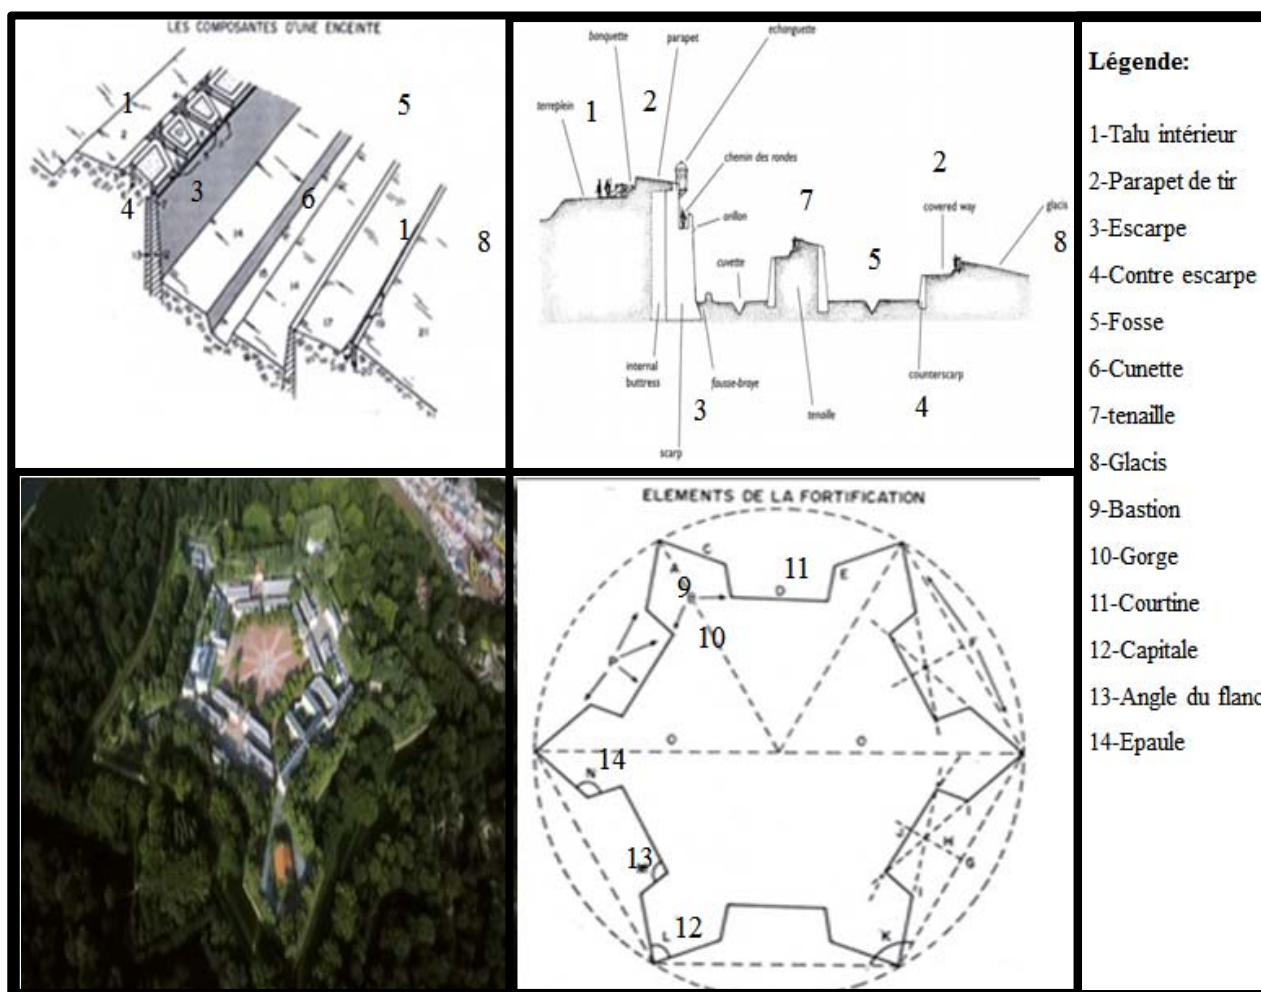 LES COMPOSANTES D'UNE ENCEINTE
1
5
3
6
4
1
8
banquette
parapet
echanguette
1
2
terreplein
chemin des rondes
2
7
orillon
covered way
glacis
8
cuvette
5
internal
buttress
fausse-braye
counterscarp
3
tenaille
4
scarp
ELEMENTS DE LA FORTIFICATION
C
11
A
E
9
D
10
P
F
O
O
14
N
I
J
H
13
G
12
L
K
Légende:
1-Talu intérieur
2-Parapet de tir
3-Escarpe
4-Contre escarpe
5-Fosse
6-Cunette
7-tenaille
8-Glacis
9-Bastion
10-Gorge
11-Courtine
12-Capitale
13-Angle du flanc
14-Epaule